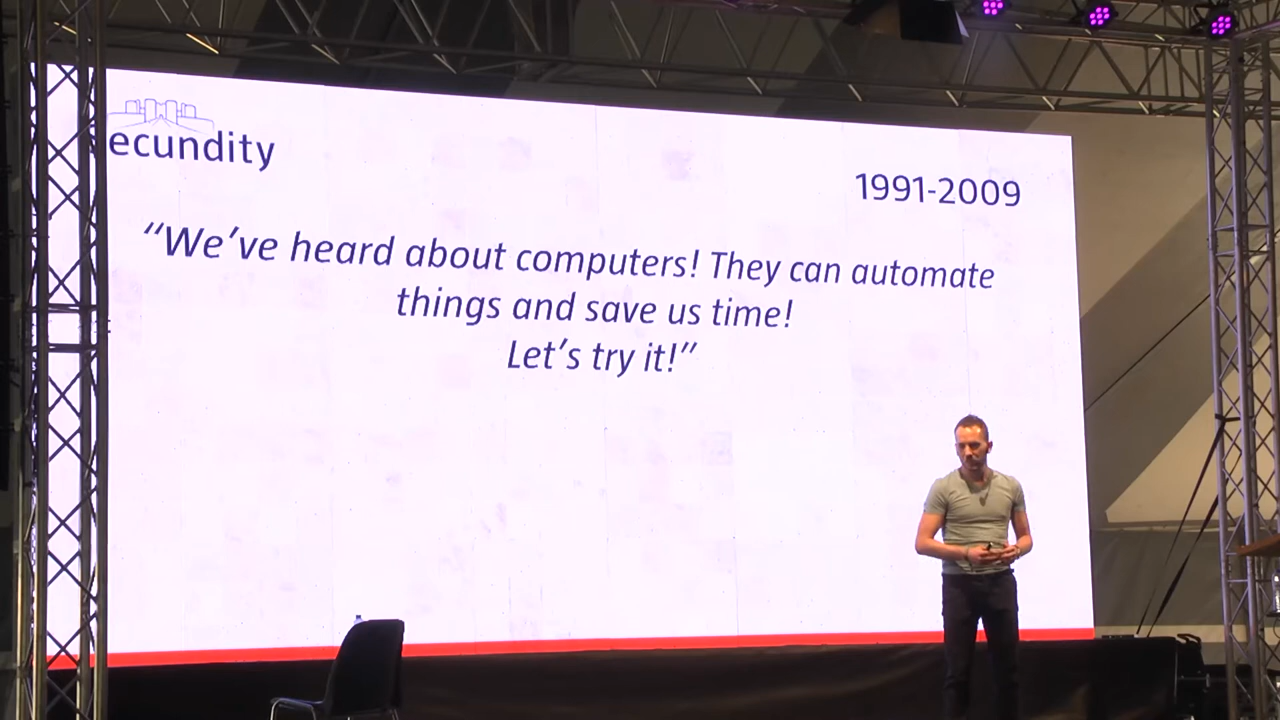 ecundity
1991-2009
“We’ve heard about computers! They can automate
things and save us time!
Let’s try it!”